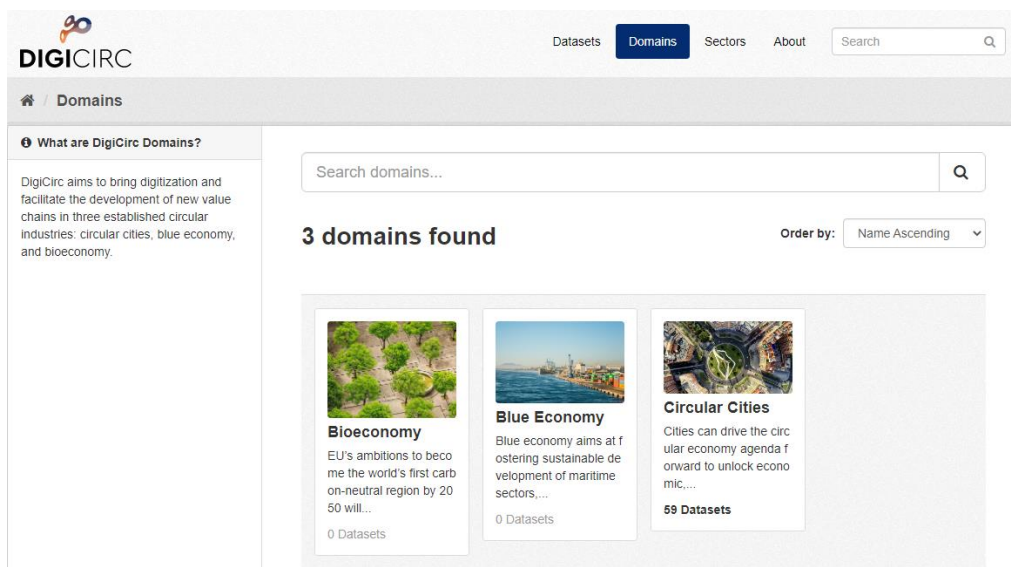 DIGICIRC
Datasets Domains Sectors About Search
/ Domains
What are DigiCirc Domains?
DigiCirc aims to bring digitization and
facilitate the development of new value
chains in three established circular
industries: circular cities, blue economy,
and bioeconomy.
Search domains...
3 domains found
Order by: Name Ascending
Bioeconomy
EU's ambitions to beco
me the world's first carb
on-neutral region by 20
50 will...
0 Datasets
Blue Economy
Blue economy aims at f
ostering sustainable de
velopment of maritime
sectors,...
0 Datasets
Circular Cities
Cities can drive the circ
ular economy agenda f
orward to unlock econo
mic,...
59 Datasets